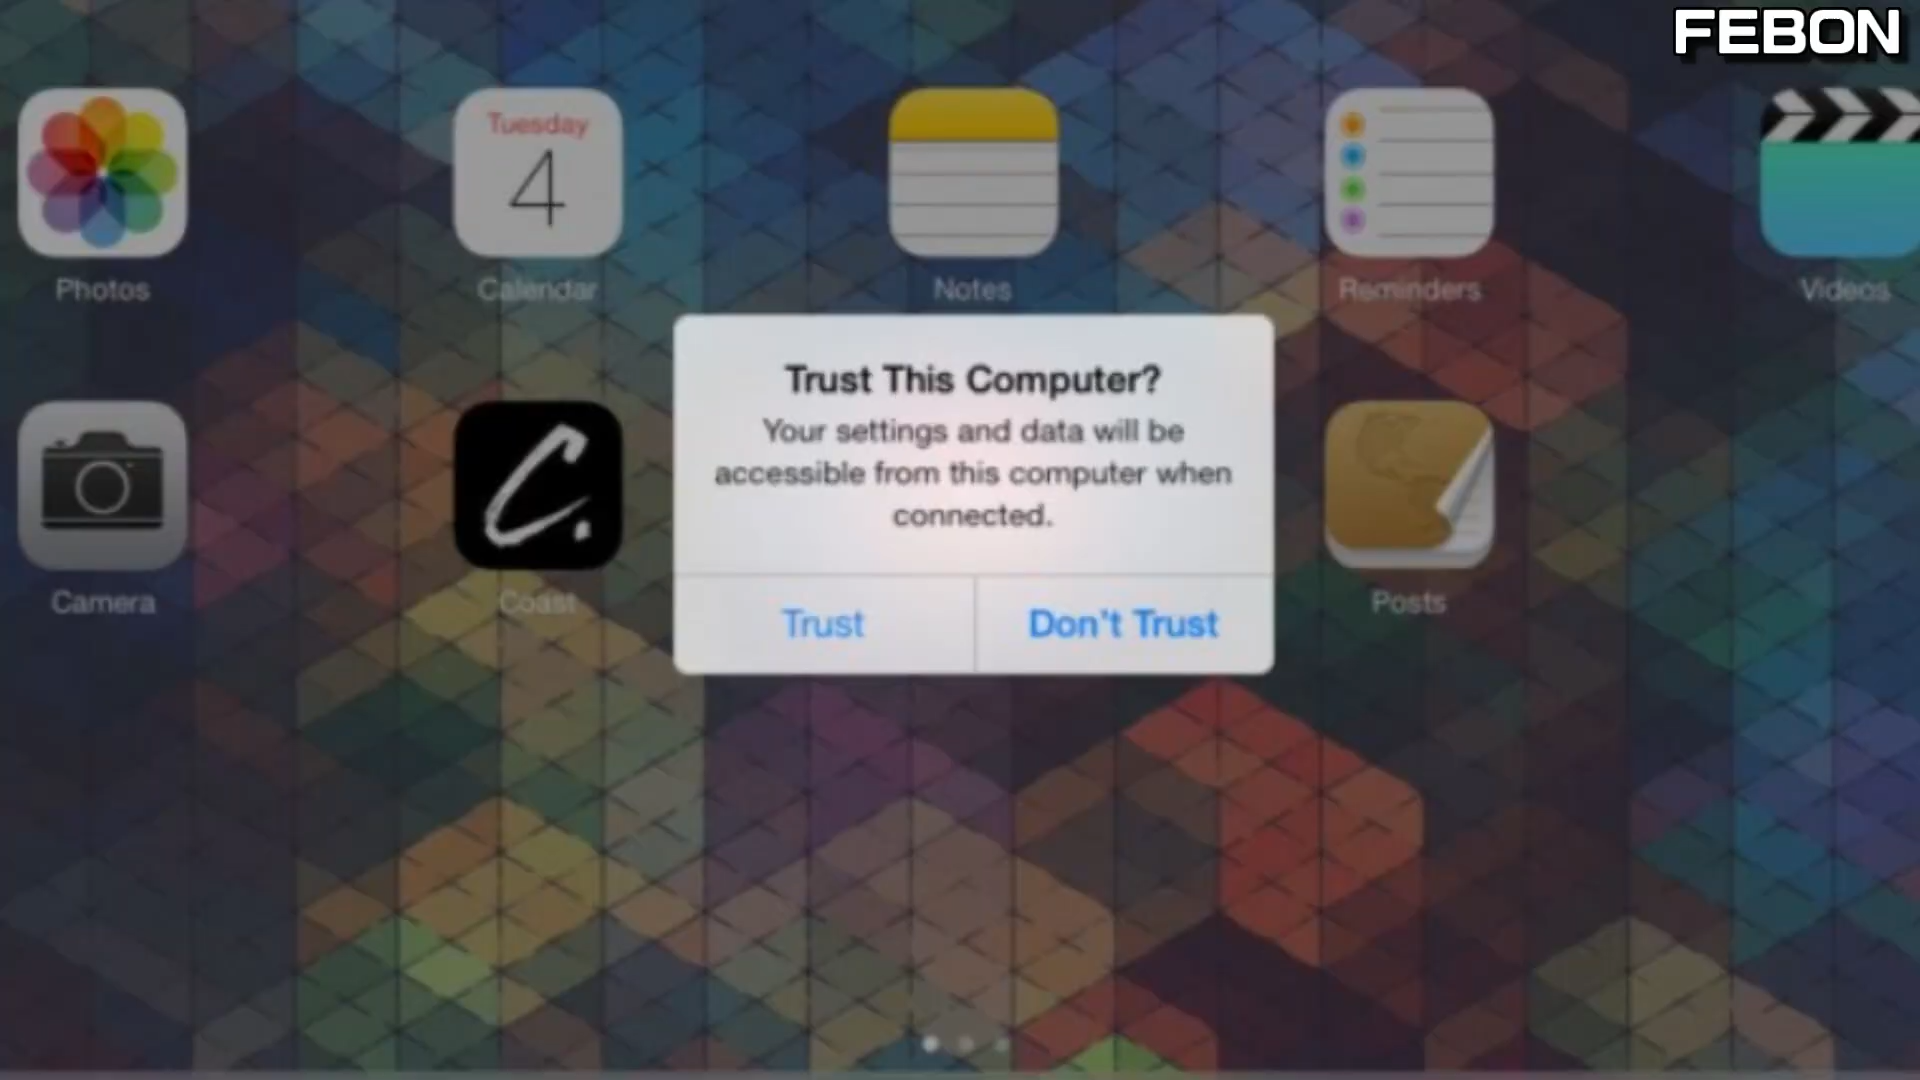 FEBON
Tuesday
4
Photos
Calendar
Notes
Reminders
Videos
Trust This Computer?
Your settings and data will be
accessible from this computer when
connected.
Trust
Don't Trust
C.
Camera
Coast
Posts